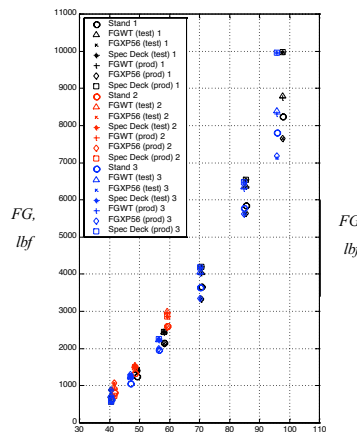 11000
10000
9000
8000
7000
6000
5000
4000
3000
2000
1000
0
30 40 50 60 70 80 90 100 110
FG,
lbf
Stand 1
FGWT (test) 1
FGXP56 (test) 1
Spec Deck (test) 1
FGWT (prod) 1
FGXP56 (prod) 1
Spec Deck (prod) 1
Stand 2
FGWT (test) 2
FGXP56 (test) 2
Spec Deck (test) 2
FGWT (prod) 2
FGXP56 (prod) 2
Spec Deck (prod) 2
Stand 3
FGWT (test) 3
FGXP56 (test) 3
Spec Deck (test) 3
FGWT (prod) 3
FGXP56 (prod) 3
Spec Deck (prod) 3
FG
lbf